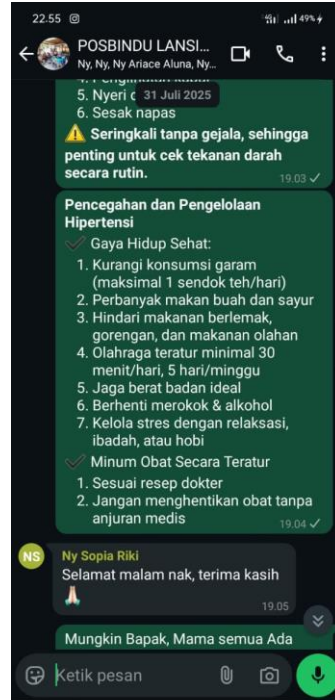 22.55
49%
POSBINDU LANSI...
Ny, Ny, Ny Ariace Aluna, Ny...
31 Juli 2025
5. Nyeri
6. Sesak napas
⚠️ Seringkali tanpa gejala, sehingga
penting untuk cek tekanan darah
secara rutin.
19.03
Pencegahan dan Pengelolaan
Hipertensi
✔️ Gaya Hidup Sehat:
1. Kurangi konsumsi garam
(maksimal 1 sendok teh/hari)
2. Perbanyak makan buah dan sayur
3. Hindari makanan berlemak,
gorengan, dan makanan olahan
4. Olahraga teratur minimal 30
menit/hari, 5 hari/minggu
5. Jaga berat badan ideal
6. Berhenti merokok & alkohol
7. Kelola stres dengan relaksasi,
ibadah, atau hobi
✔️ Minum Obat Secara Teratur
1. Sesuai resep dokter
2. Jangan menghentikan obat tanpa
anjuran medis
19.04
NS
Ny Sopia Riki
Selamat malam nak, terima kasih
🙏🏻
19.05
Mungkin Bapak, Mama semua Ada
Ketik pesan